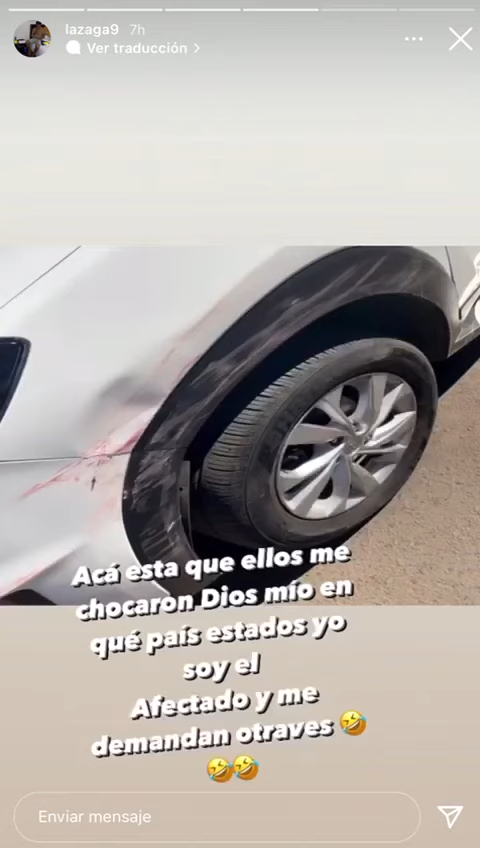 lazaga9 7h
Ver traducción >
Acá esta que ellos me
chocaron Dios mío en
qué país estados yo
soy el
Afectado y me
demandan otraves 🤣
🤣🤣
Enviar mensaje